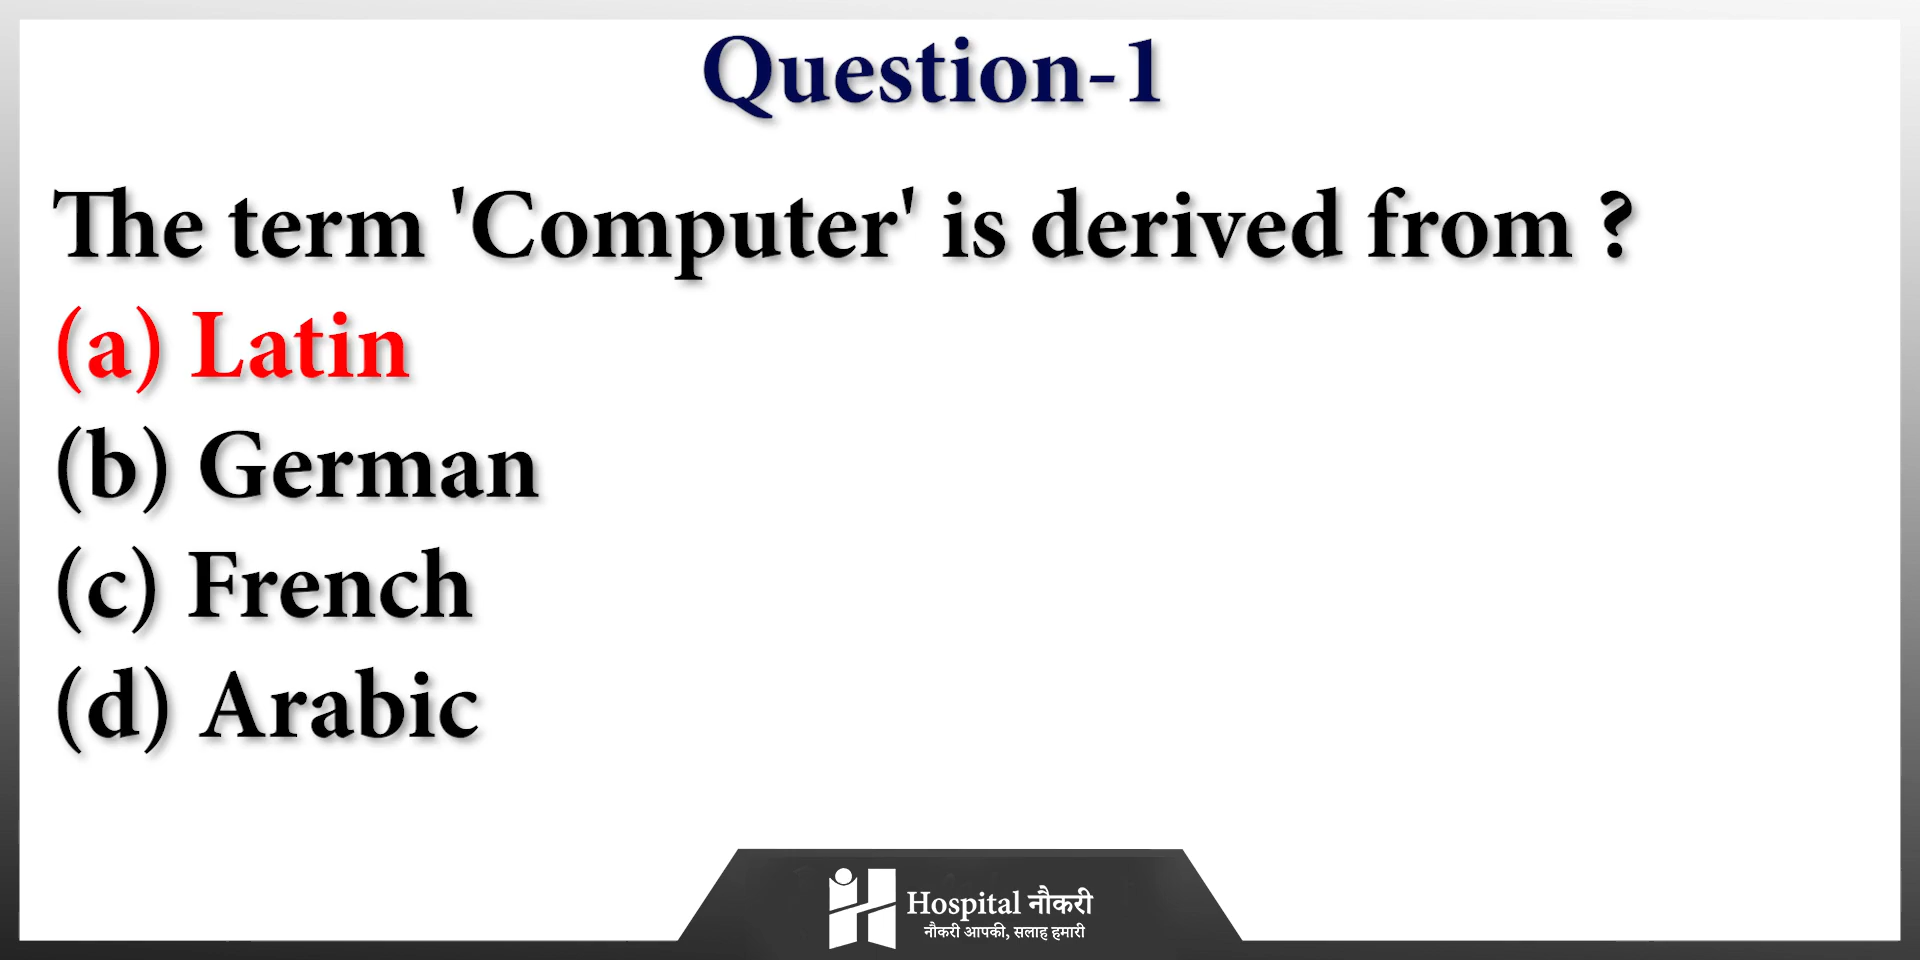 Question-1
The term 'Computer' is derived from ?
(a) Latin
(b) German
(c) French
(d) Arabic
Hospital नौकरी
नौकरी आपकी, सलाह हमारी